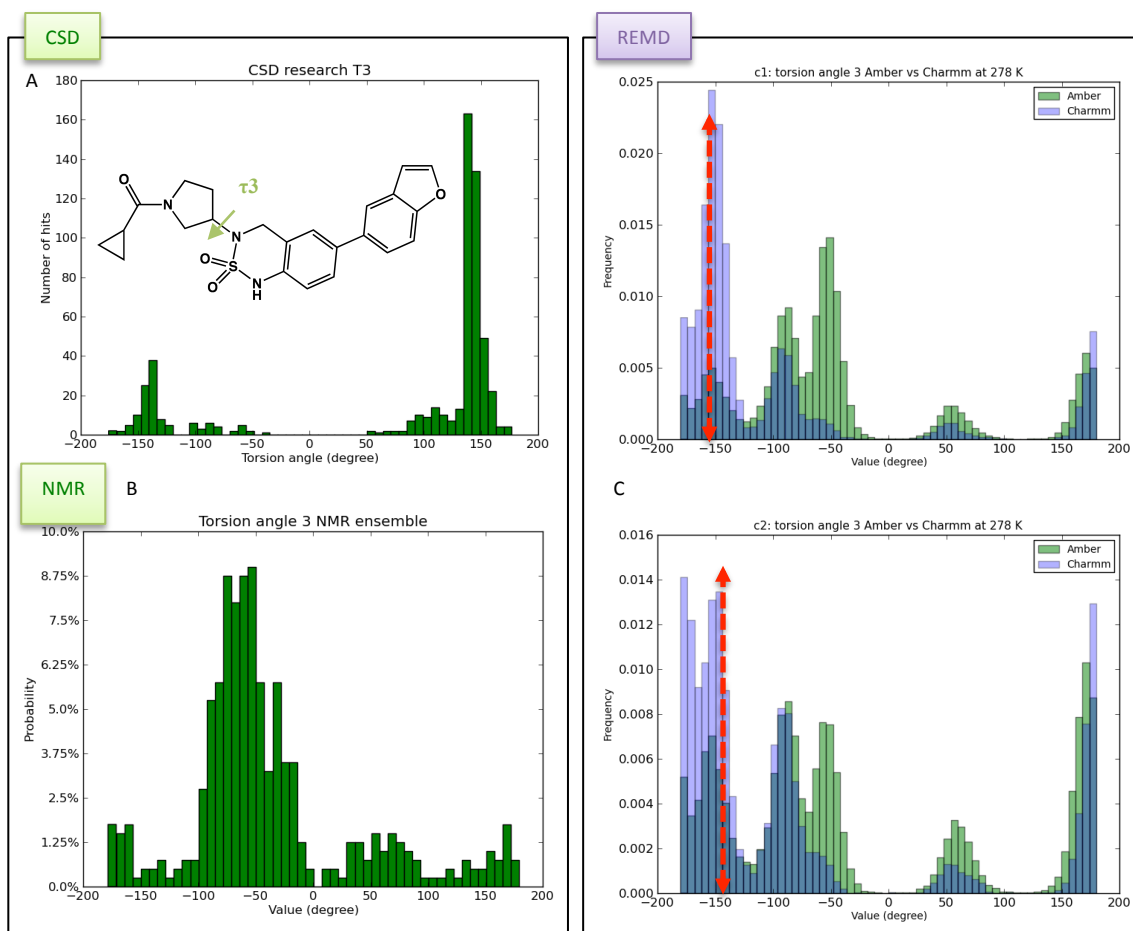 CSD
A
CSD research T3
Number of hits
180
160
140
120
100
80
60
40
20
0
τ3
O
N
N
O
S
O
N
H
O
−200 −150 −100 −50 0 50 100 150 200
Torsion angle (degree)
NMR
B
Torsion angle 3 NMR ensemble
Probability
10.0%
8.75%
7.5%
6.25%
5.0%
3.75%
2.5%
1.25%
0.0%
−200 −150 −100 −50 0 50 100 150 200
Value (degree)
REMD
c1: torsion angle 3 Amber vs Charmm at 278 K
Amber
Charmm
Frequency
0.025
0.020
0.015
0.010
0.005
0.000
−200 −150 −100 −50 0 50 100 150 200
Value (degree)
C
c2: torsion angle 3 Amber vs Charmm at 278 K
Amber
Charmm
Frequency
0.016
0.014
0.012
0.010
0.008
0.006
0.004
0.002
0.000
−200 −150 −100 −50 0 50 100 150 200
Value (degree)